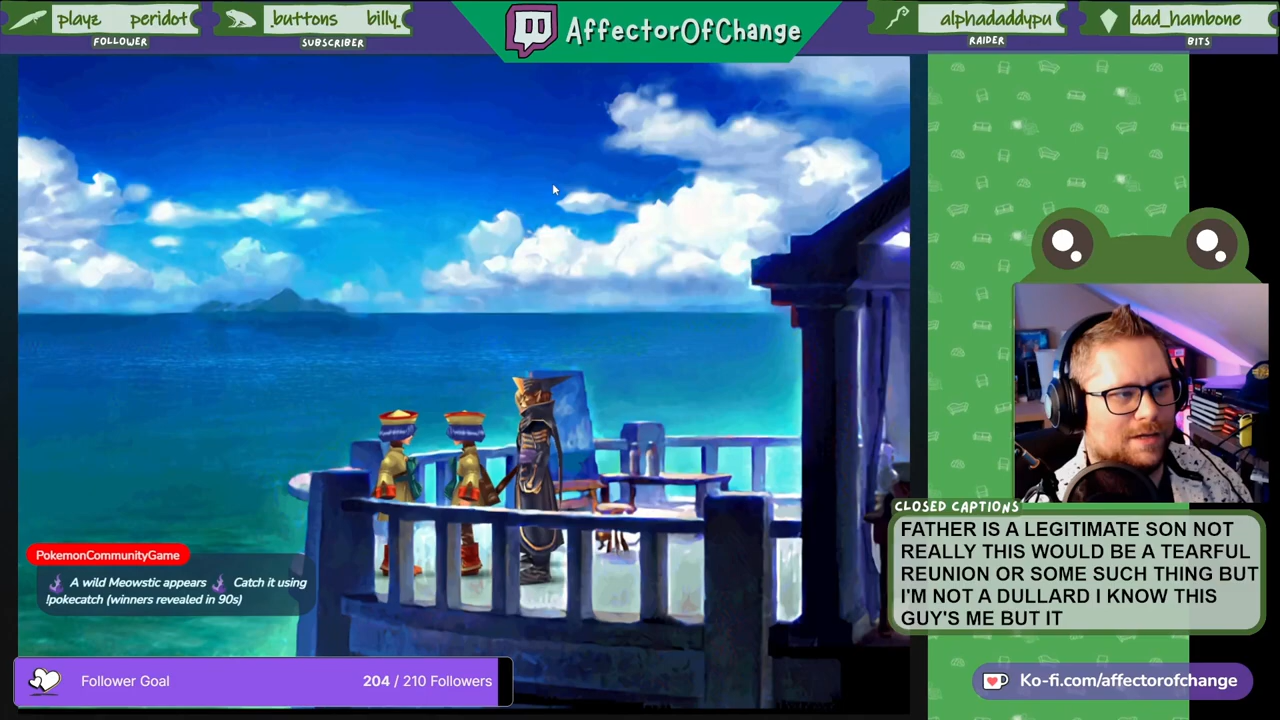 playz peridot
FOLLOWER
.buttons billy.
SUBSCRIBER
AffectorOfChange
alphadaddypu
RAIDER
dad_hambone
BITS
PokemonCommunityGame
A wild Meowstic appears Catch it using
!pokecatch (winners revealed in 90s)
Follower Goal
204 / 210 Followers
CLOSED CAPTIONS
FATHER IS A LEGITIMATE SON NOT
REALLY THIS WOULD BE A TEARFUL
REUNION OR SOME SUCH THING BUT
I'M NOT A DULLARD I KNOW THIS
GUY'S ME BUT IT
Ko-fi.com/affectorofchange